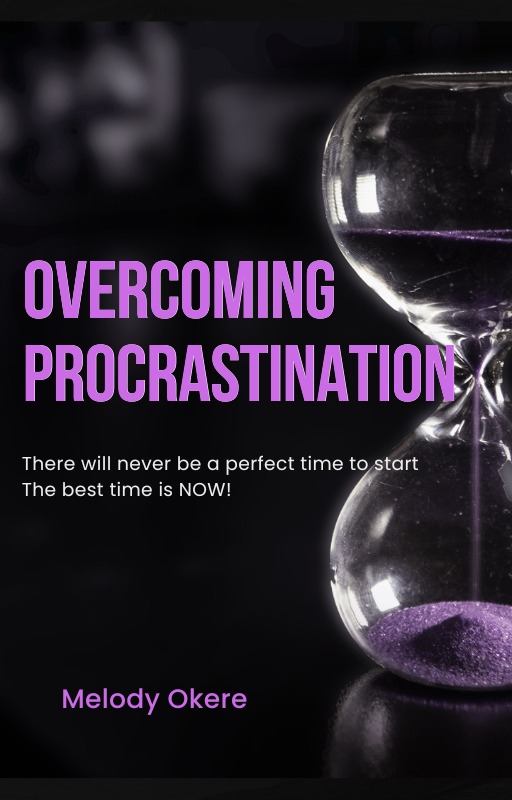 OVERCOMING
PROCRASTINATION
There will never be a perfect time to start
The best time is NOW!
Melody Okere